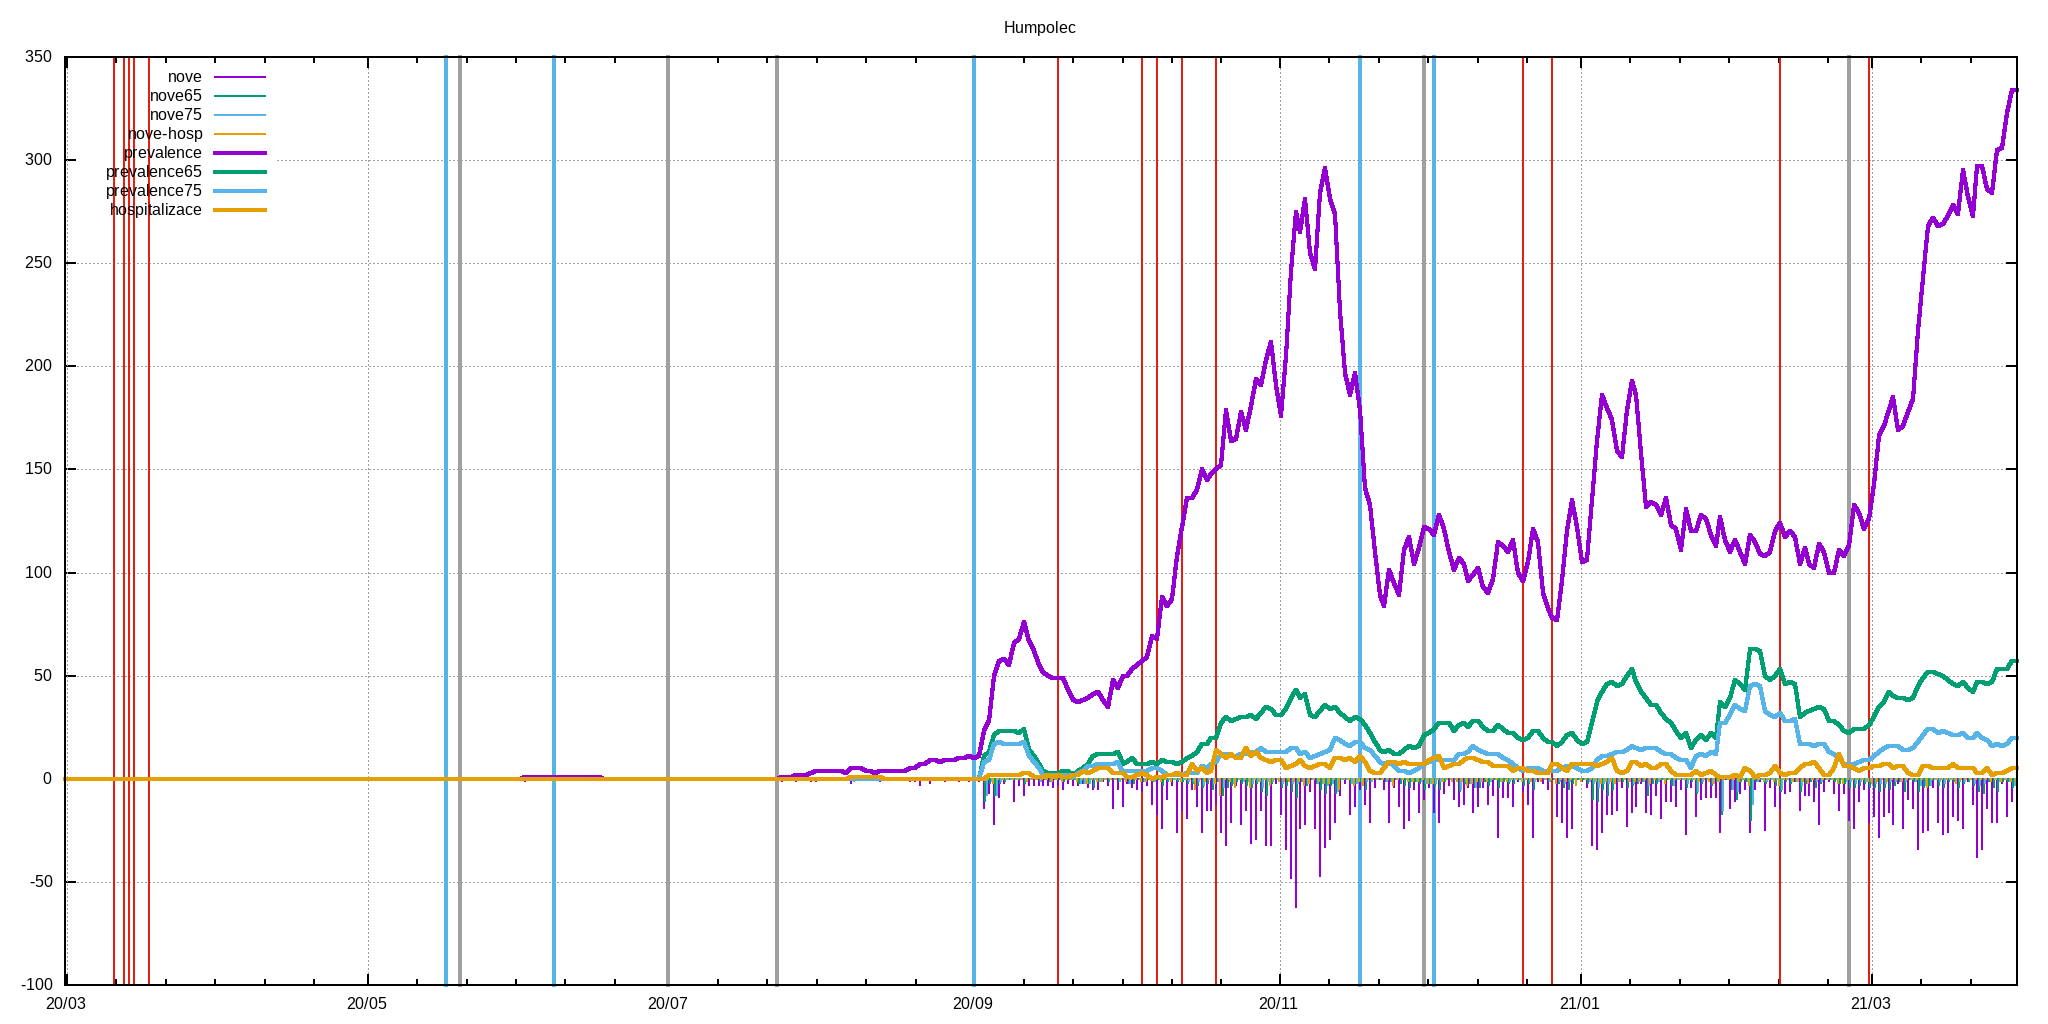 Humpolec
350
300
250
200
150
100
50
0
-50
-100
nove
nove65
nove75
nove-hosp
prevalence
prevalence65
prevalence75
hospitalizace
20/03 20/05 20/07 20/09 20/11 21/01 21/03